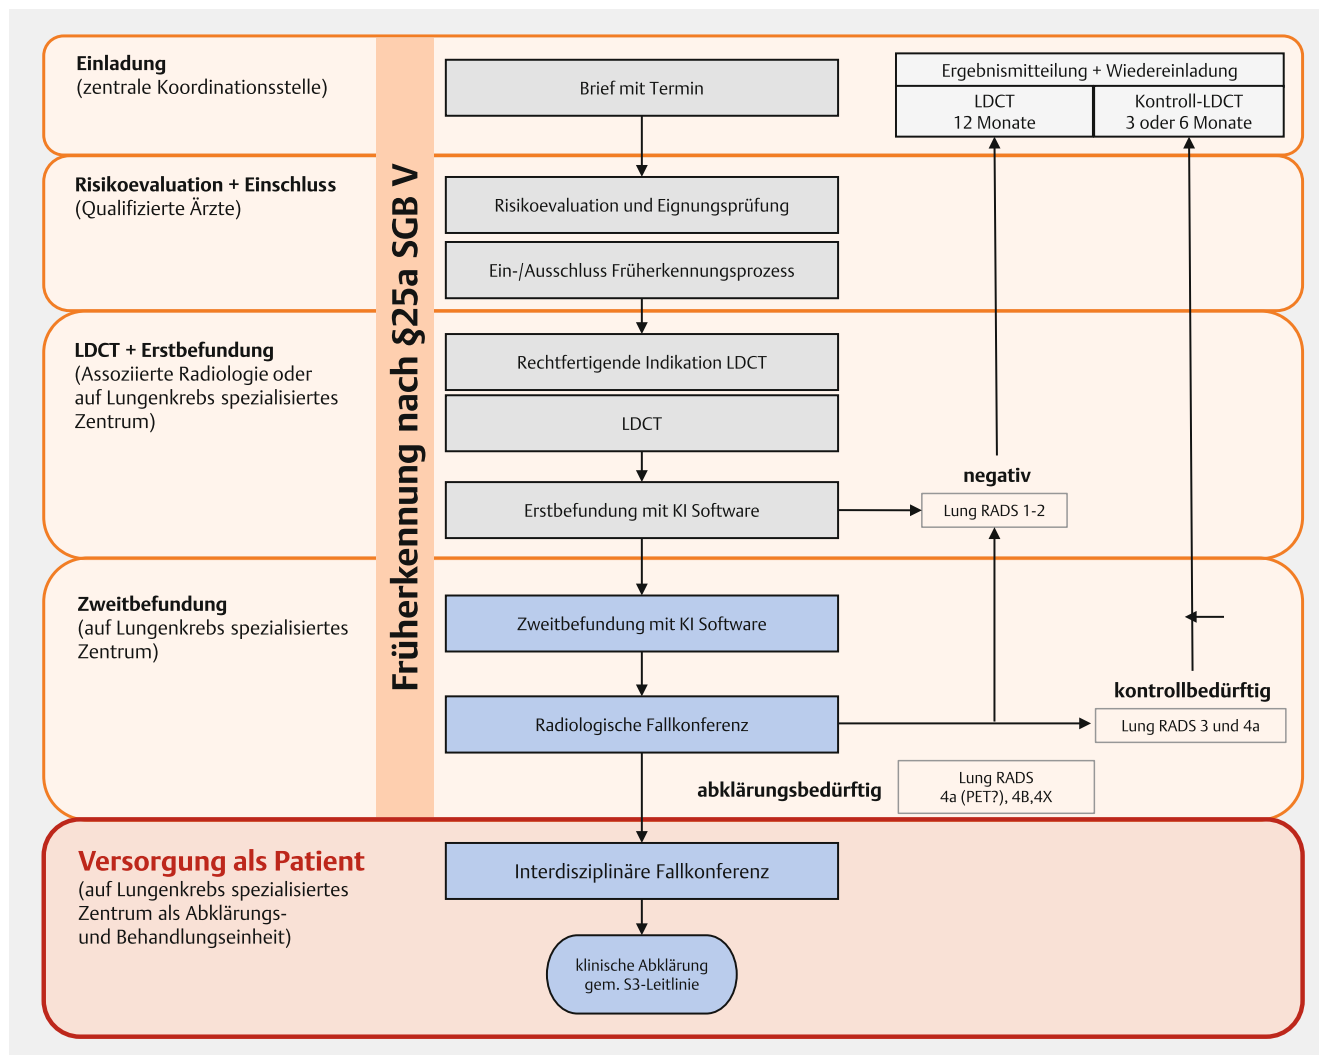 Einladung
(zentrale Koordinationsstelle)
Brief mit Termin
Ergebnismitteilung + Wiedereinladung
LDCT
12 Monate
Kontroll-LDCT
3 oder 6 Monate
Früherkennung nach §25a SGB V
Risikoevaluation + Einschluss
(Qualifizierte Ärzte)
Risikoevaluation und Eignungsprüfung
Ein-/Ausschluss Früherkennungsprozess
LDCT + Erstbefundung
(Assoziierte Radiologie oder
auf Lungenkrebs spezialisiertes
Zentrum)
Rechtfertigende Indikation LDCT
LDCT
Erstbefundung mit KI Software
negativ
Lung RADS 1-2
Zweitbefundung
(auf Lungenkrebs spezialisiertes
Zentrum)
Zweitbefundung mit KI Software
Radiologische Fallkonferenz
kontrollbedürftig
Lung RADS 3 und 4a
abklärungsbedürftig
Lung RADS
4a (PET?), 4B,4X
Versorgung als Patient
(auf Lungenkrebs spezialisiertes
Zentrum als Abklärungs-
und Behandlungseinheit)
Interdisziplinäre Fallkonferenz
klinische Abklärung
gem. S3-Leitlinie